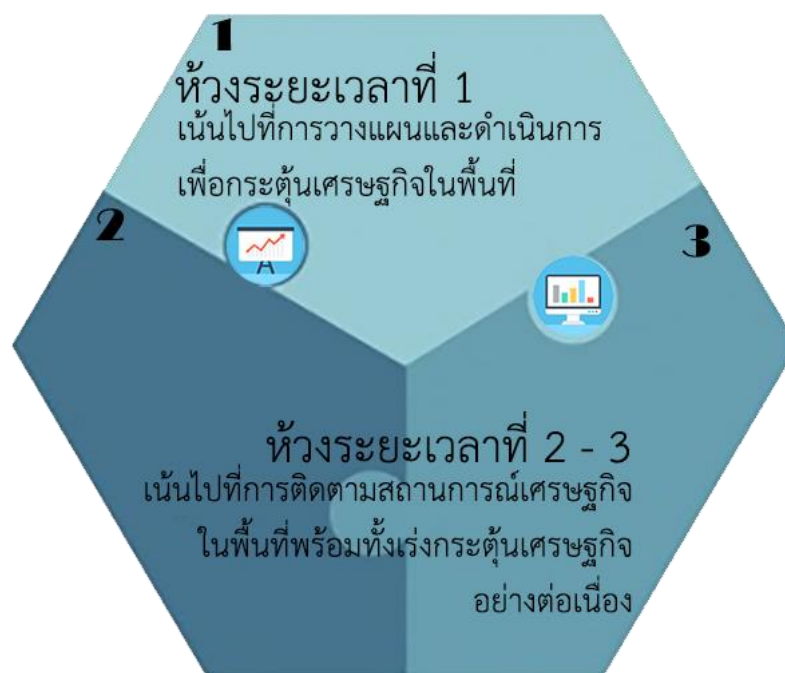 1
ห้วงระยะเวลาที่ 1
เน้นไปที่การวางแผนและดำเนินการ
เพื่อกระตุ้นเศรษฐกิจในพื้นที่
2
3
ห้วงระยะเวลาที่ 2 - 3
เน้นไปที่การติดตามสถานการณ์เศรษฐกิจ
ในพื้นที่พร้อมทั้งเร่งกระตุ้นเศรษฐกิจ
อย่างต่อเนื่อง